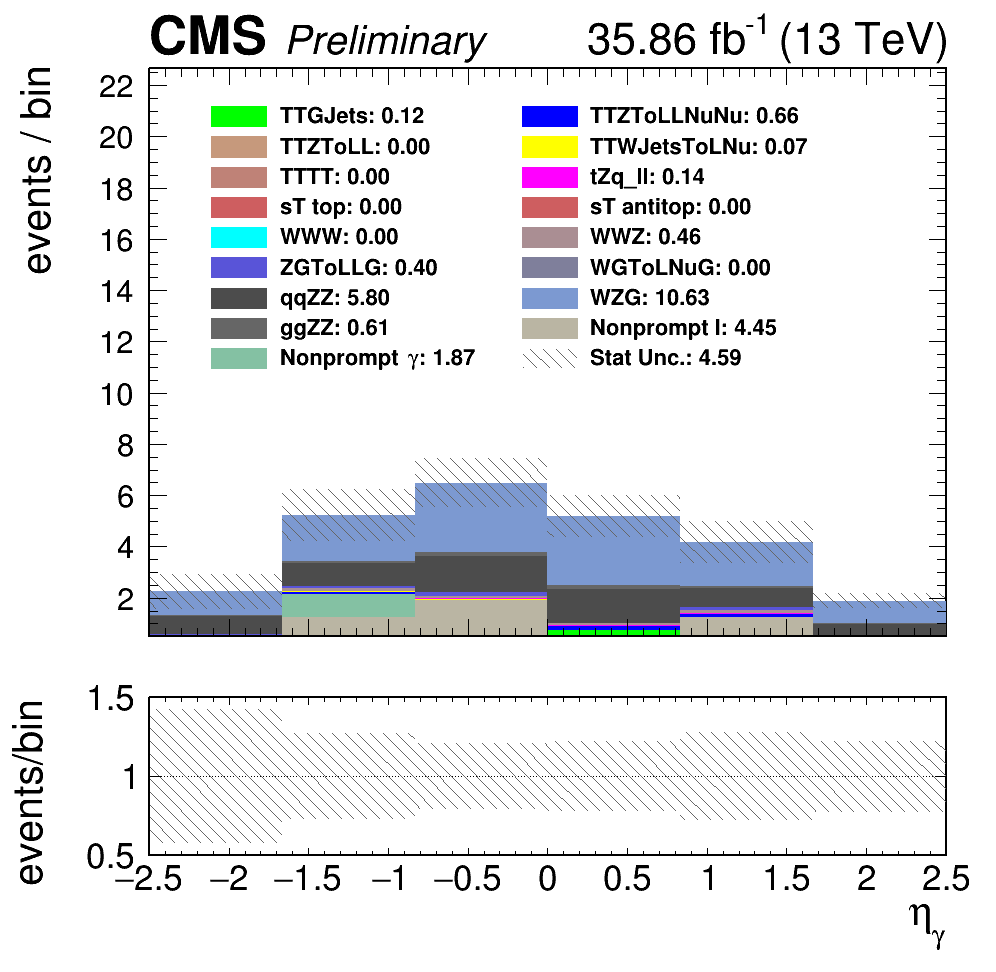 CMS Preliminary 35.86 fb-1 (13 TeV)
events / bin
22
20
18
16
14
12
10
8
6
4
2
TTGJets: 0.12 TTZToLLNuNu: 0.66
TTZToLL: 0.00 TTWJetsToLNu: 0.07
TTTT: 0.00 tZq_ll: 0.14
sT top: 0.00 sT antitop: 0.00
WWW: 0.00 WWZ: 0.46
ZGToLLG: 0.40 WGToLNuG: 0.00
qqZZ: 5.80 WZG: 10.63
ggZZ: 0.61 Nonprompt l: 4.45
Nonprompt γ: 1.87 Stat Unc.: 4.59
events/bin
1.5
1
0.5
−2.5 −2 −1.5 −1 −0.5 0 0.5 1 1.5 2 2.5
ηγ